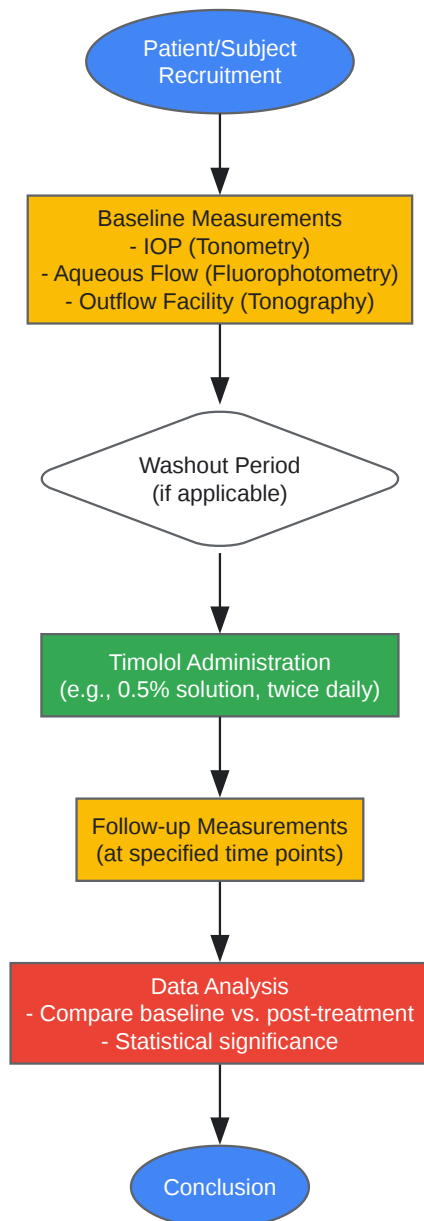 Patient/Subject
Recruitment
Baseline Measurements
- IOP (Tonometry)
- Aqueous Flow (Fluorophotometry)
- Outflow Facility (Tonography)
Washout Period
(if applicable)
Timolol Administration
(e.g., 0.5% solution, twice daily)
Follow-up Measurements
(at specified time points)
Data Analysis
- Compare baseline vs. post-treatment
- Statistical significance
Conclusion